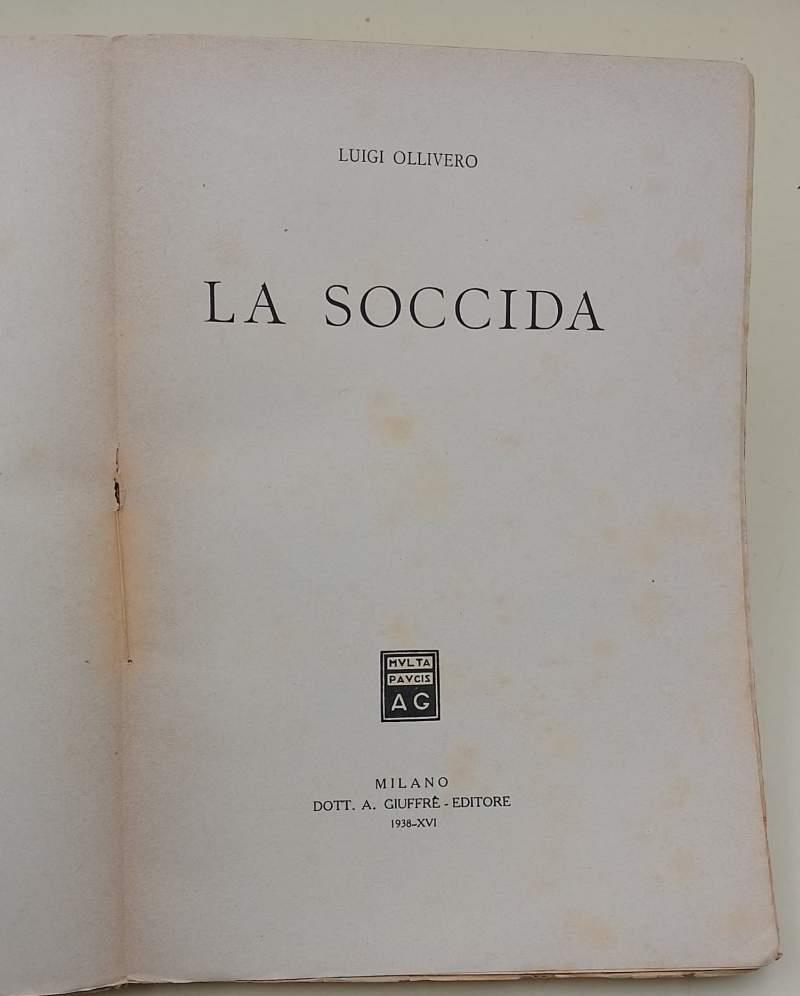 LUIGI OLLIVERO
LA SOCCIDA
MVLTA
PAVCIS
AG
MILANO
DOTT. A. GIUFFRÈ - EDITORE
1938-XVI